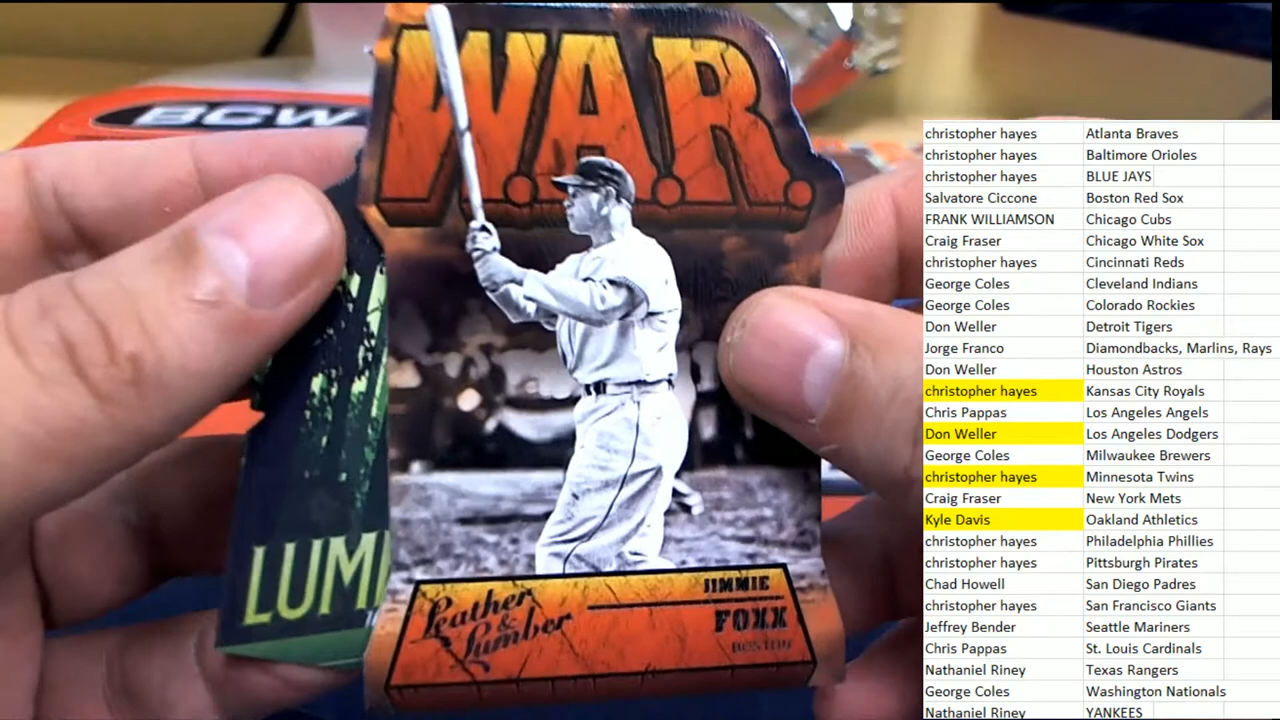 BCW
W.A.R.
LUMI
Leather
&
Lumber
JIMMIE
FOXX
BOSTON
christopher hayes Atlanta Braves
christopher hayes Baltimore Orioles
christopher hayes BLUE JAYS
Salvatore Ciccone Boston Red Sox
FRANK WILLIAMSON Chicago Cubs
Craig Fraser Chicago White Sox
christopher hayes Cincinnati Reds
George Coles Cleveland Indians
George Coles Colorado Rockies
Don Weller Detroit Tigers
Jorge Franco Diamondbacks, Marlins, Rays
Don Weller Houston Astros
christopher hayes Kansas City Royals
Chris Pappas Los Angeles Angels
Don Weller Los Angeles Dodgers
George Coles Milwaukee Brewers
christopher hayes Minnesota Twins
Craig Fraser New York Mets
Kyle Davis Oakland Athletics
christopher hayes Philadelphia Phillies
christopher hayes Pittsburgh Pirates
Chad Howell San Diego Padres
christopher hayes San Francisco Giants
Jeffrey Bender Seattle Mariners
Chris Pappas St. Louis Cardinals
Nathaniel Riney Texas Rangers
George Coles Washington Nationals
Nathaniel Riney YANKEES